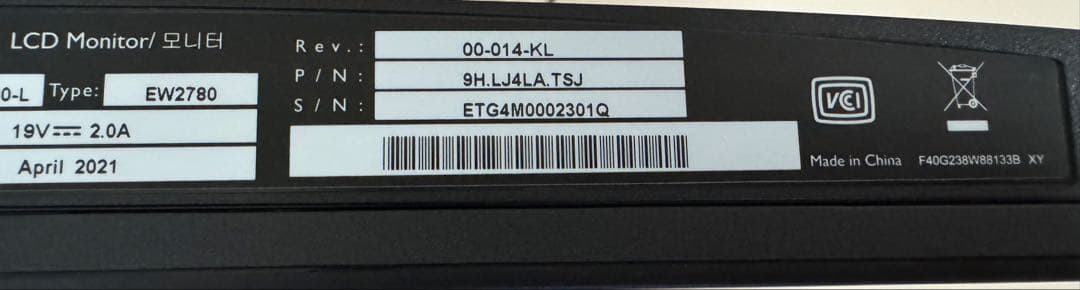 LCD Monitor/ 모니터
Rev.: 00-014-KL
P/N: 9H.LJ4LA.TSJ
0-L Type: EW2780
S/N: ETG4M0002301Q
19V⎓ 2.0A
April 2021
VCCI
Made in China F40G238W88133B XY